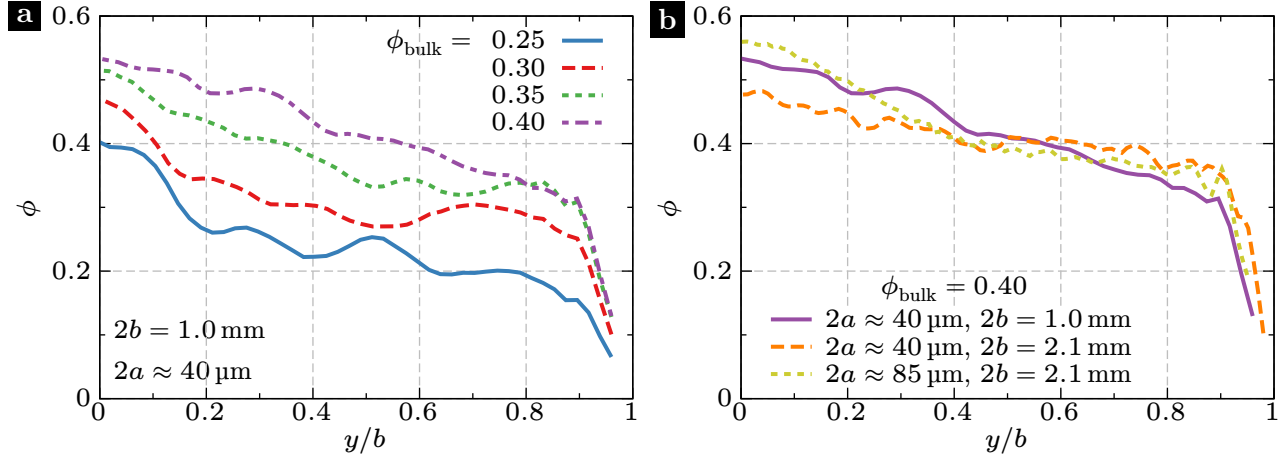 a
ϕbulk = 0.25
0.30
0.35
0.40
2b = 1.0 mm
2a ≈ 40 µm
0.6
0.4
0.2
0
ϕ
0 0.2 0.4 0.6 0.8 1
y/b
b
ϕbulk = 0.40
2a ≈ 40 µm, 2b = 1.0 mm
2a ≈ 40 µm, 2b = 2.1 mm
2a ≈ 85 µm, 2b = 2.1 mm
0.6
0.4
0.2
0
ϕ
0 0.2 0.4 0.6 0.8 1
y/b